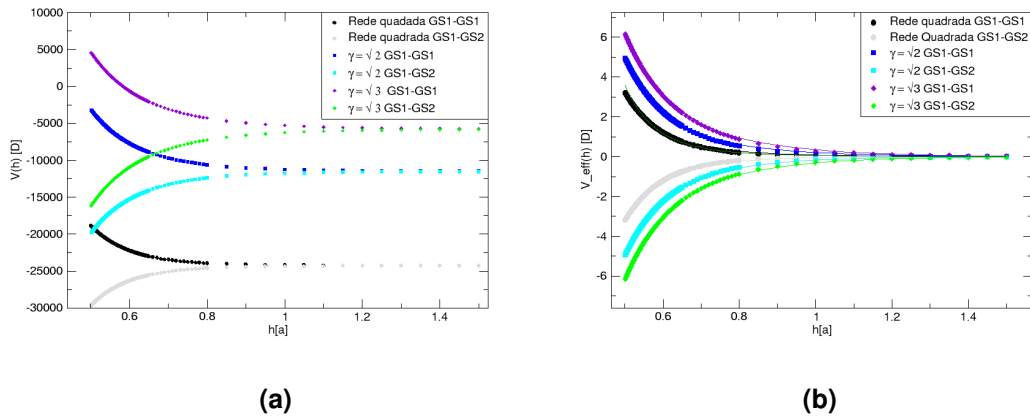 10000
5000
0
-5000
-10000
-15000
-20000
-25000
-30000
V(h) [D]
0.6 0.8 1 1.2 1.4
h[a]
Rede quadada GS1-GS1
Rede quadrada GS1-GS2
γ = √2 GS1-GS1
γ = √2 GS1-GS2
γ = √3 GS1-GS1
γ = √3 GS1-GS2
(a)
6
4
2
0
-2
-4
-6
V_eff(h) [D]
0.6 0.8 1 1.2 1.4
h[a]
Rede quadrada GS1-GS1
Rede Quadrada GS1-GS2
γ = √2 GS1-GS1
γ = √2 GS1-GS2
γ = √3 GS1-GS1
γ = √3 GS1-GS2
(b)